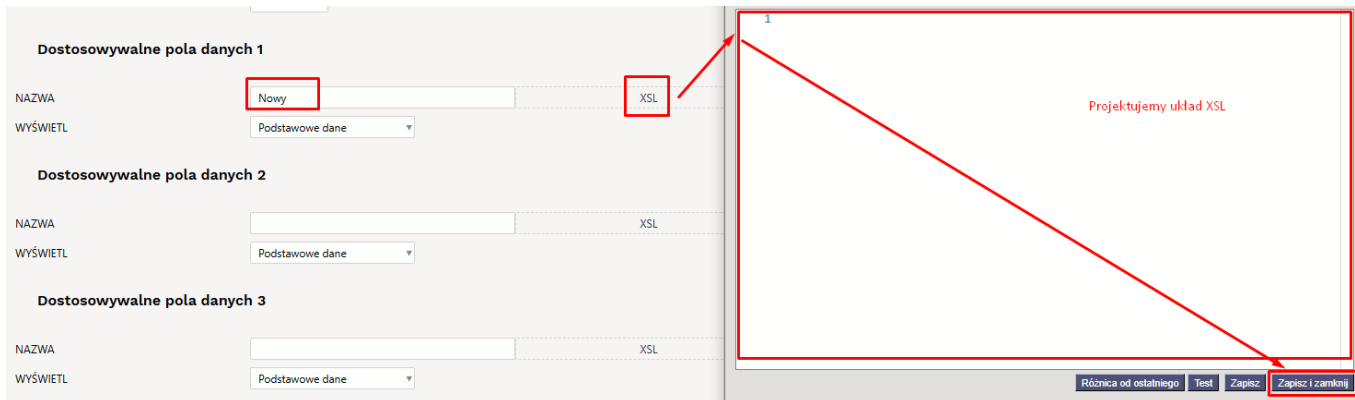 Dostosowywalne pola danych 1
NAZWA Nowy XSL
WYŚWIETL Podstawowe dane
Dostosowywalne pola danych 2
NAZWA XSL
WYŚWIETL Podstawowe dane
Dostosowywalne pola danych 3
NAZWA XSL
WYŚWIETL Podstawowe dane
1
Projektujemy układ XSL
Różnica od ostatniego Test Zapisz Zapisz i zamknij